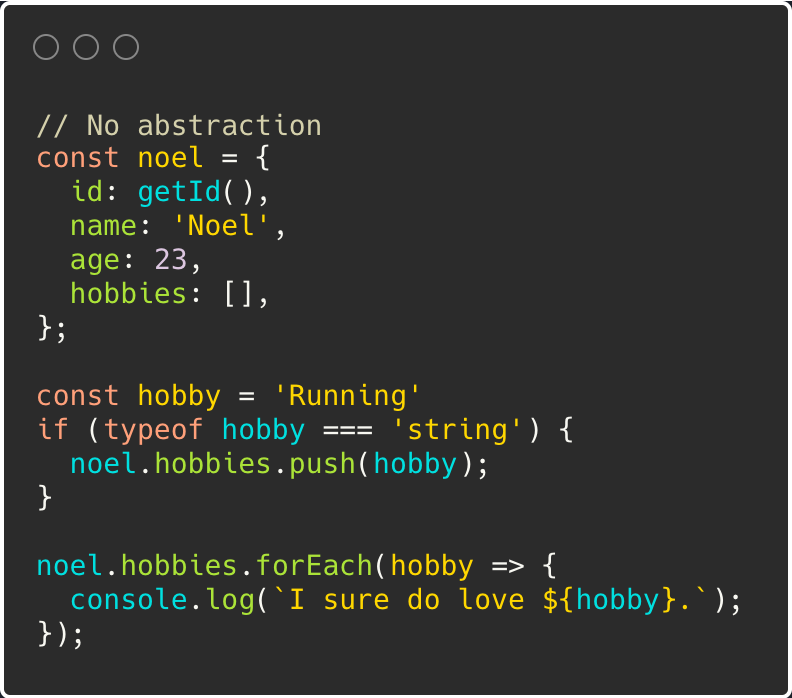 // No abstraction
const noel = {
  id: getId(),
  name: 'Noel',
  age: 23,
  hobbies: [],
};

const hobby = 'Running'
if (typeof hobby === 'string') {
  noel.hobbies.push(hobby);
}

noel.hobbies.forEach(hobby => {
  console.log(`I sure do love ${hobby}.`);
});